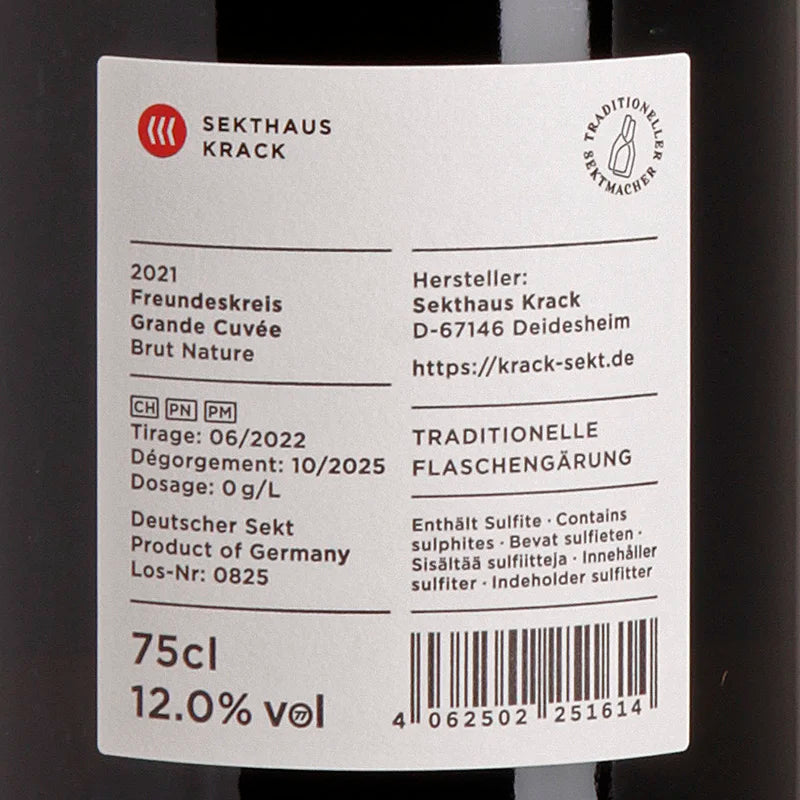 SEKTHAUS
KRACK
TRADITIONELLER
SEKTMACHER
2021
Freundeskreis
Grande Cuvée
Brut Nature
CH PN PM
Tirage: 06/2022
Dégorgement: 10/2025
Dosage: 0 g/L
Deutscher Sekt
Product of Germany
Los-Nr: 0825
75cl
12.0% vol
Hersteller:
Sekthaus Krack
D-67146 Deidesheim
https://krack-sekt.de
TRADITIONELLE
FLASCHENGÄRUNG
Enthält Sulfite · Contains
sulphites · Bevat sulfieten ·
Sisältää sulfiitteja · Innehåller
sulfiter · Indeholder sulfitter
4 062502 251614